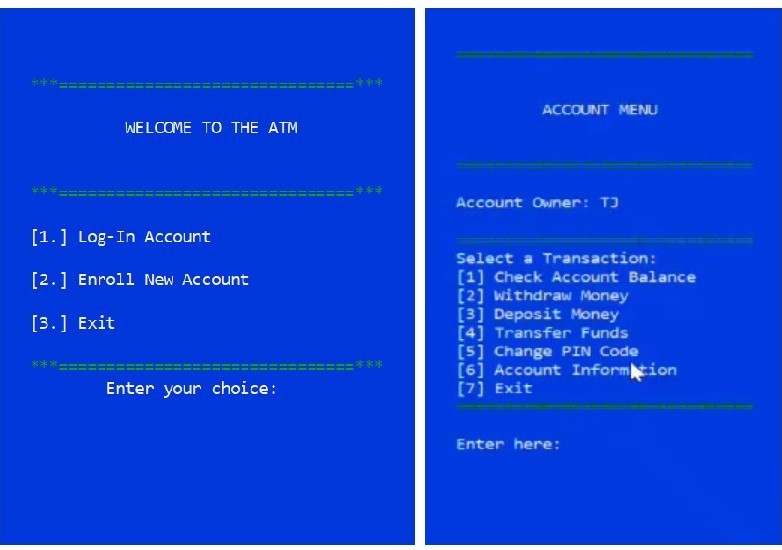 ***===============================***
WELCOME TO THE ATM
***===============================***
[1.] Log-In Account
[2.] Enroll New Account
[3.] Exit
***===============================***
Enter your choice:
===============================
ACCOUNT MENU
===============================
Account Owner: TJ
===============================
Select a Transaction:
[1] Check Account Balance
[2] Withdraw Money
[3] Deposit Money
[4] Transfer Funds
[5] Change PIN Code
[6] Account Information
[7] Exit
===============================
Enter here: